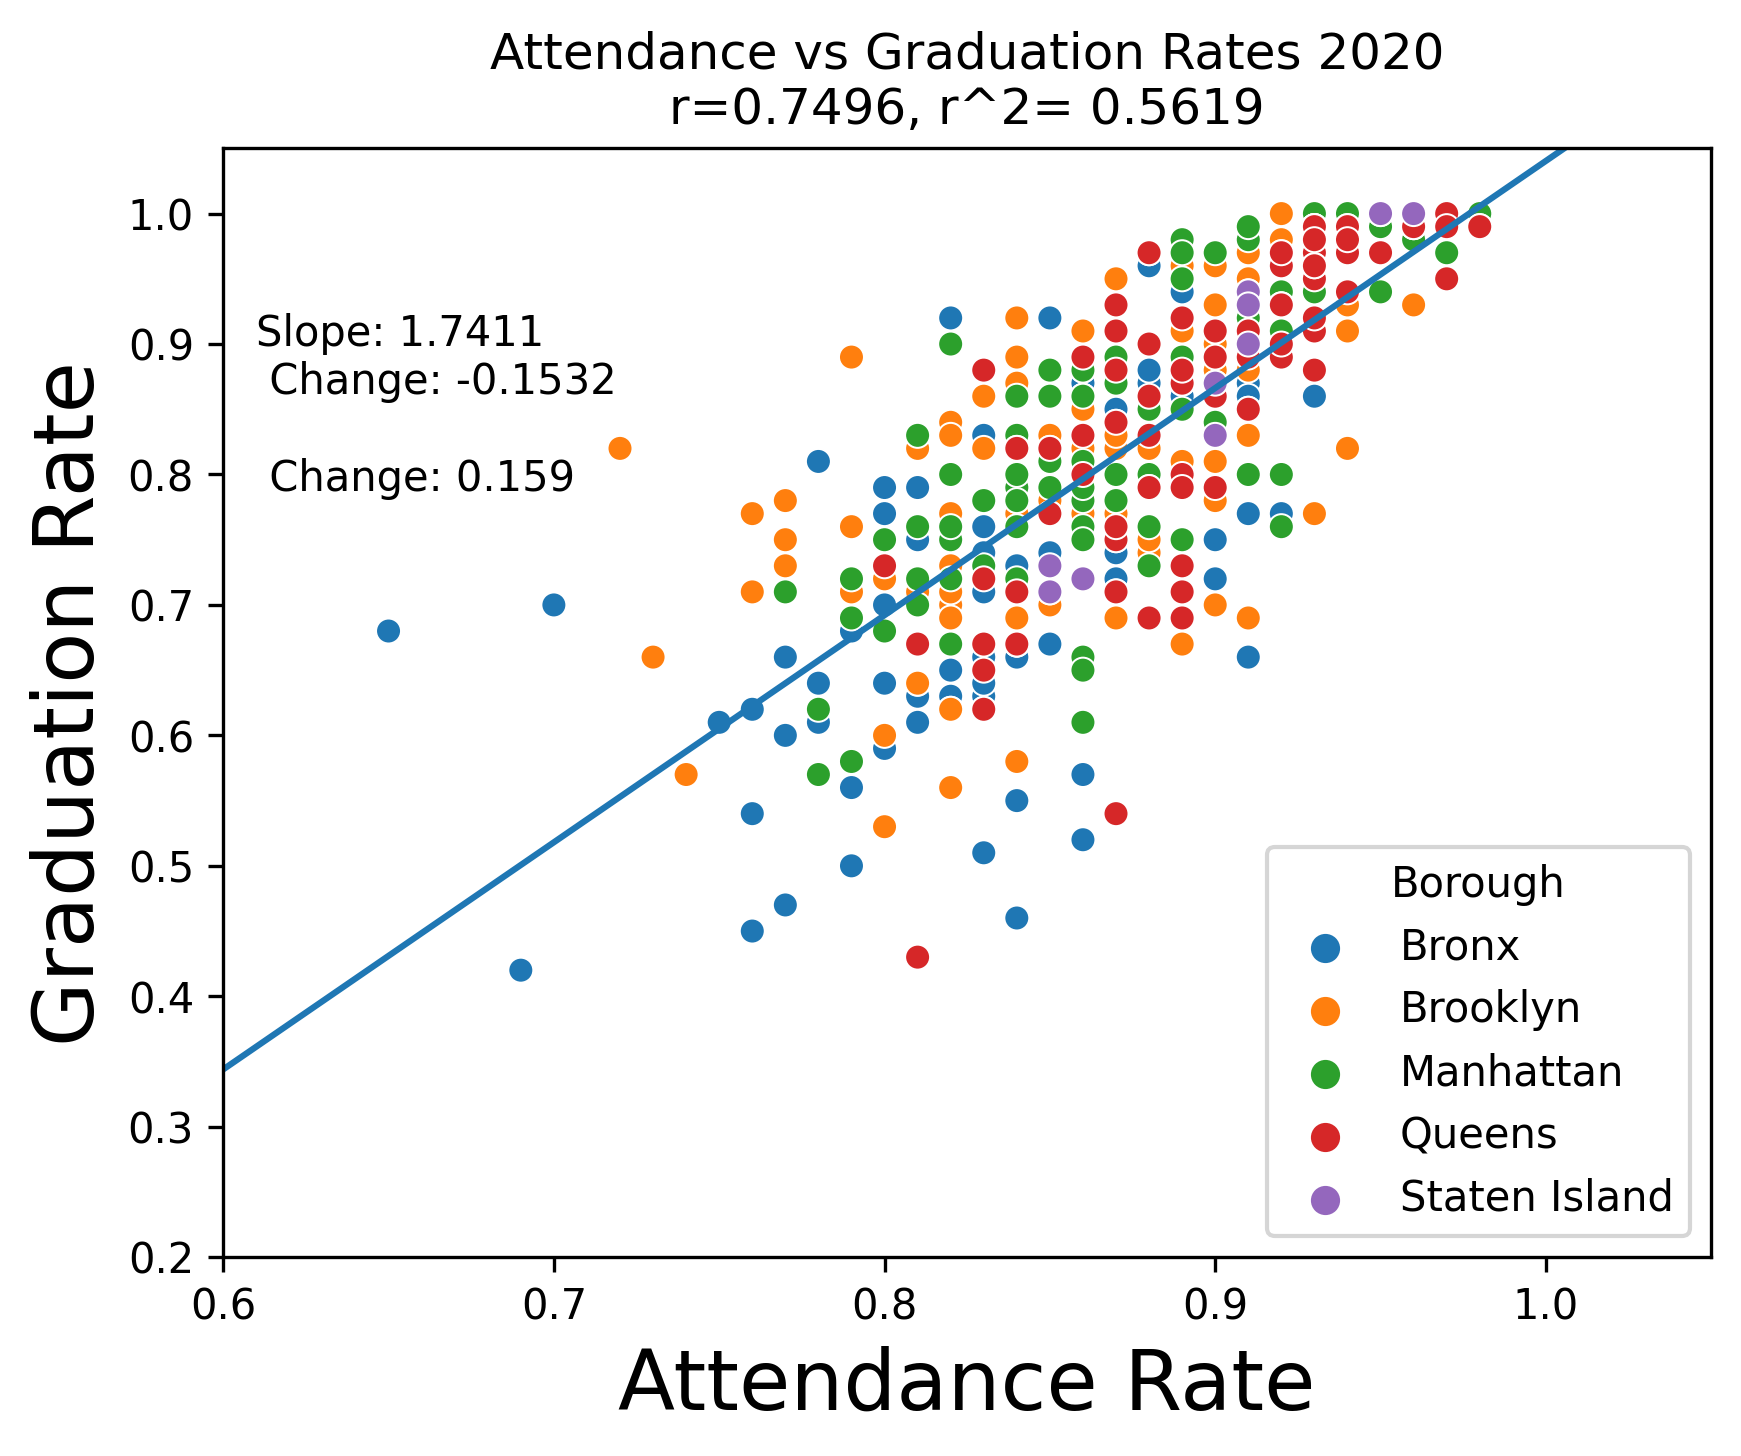 Attendance vs Graduation Rates 2020
r=0.7496, r^2= 0.5619
Graduation Rate
1.0
0.9
0.8
0.7
0.6
0.5
0.4
0.3
0.2
Slope: 1.7411
Change: -0.1532
Change: 0.159
Borough
Bronx
Brooklyn
Manhattan
Queens
Staten Island
0.6 0.7 0.8 0.9 1.0
Attendance Rate